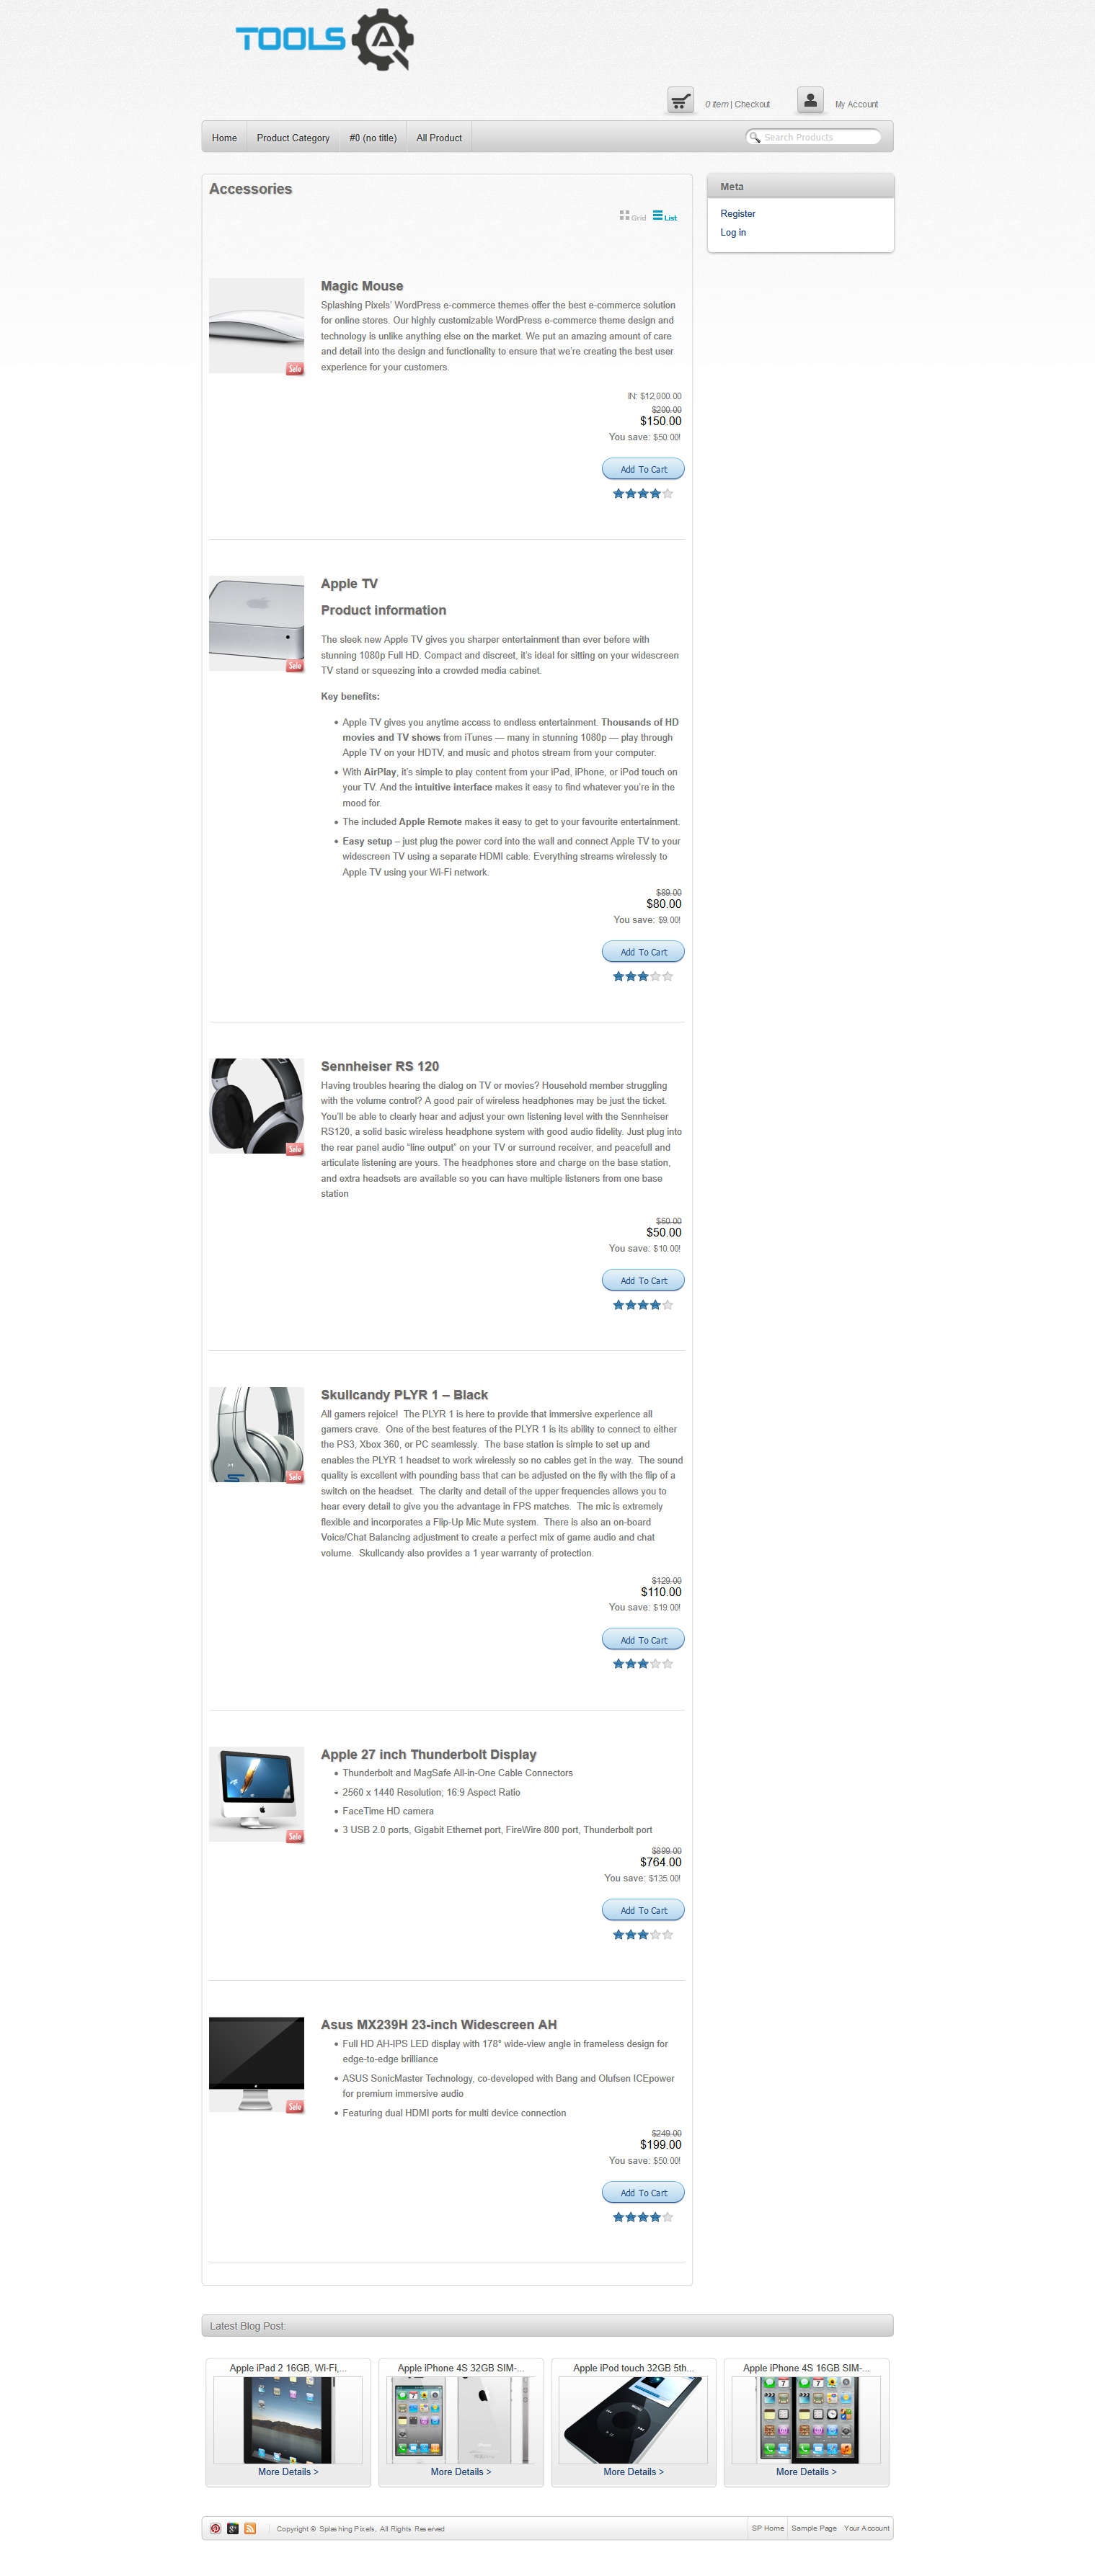 TOOLS QA
0 item | Checkout
My Account
Home
Product Category
#0 (no title)
All Product
Search Products
Accessories
Grid
List
Magic Mouse
Splashing Pixels' WordPress e-commerce themes offer the best e-commerce solution
for online stores. Our highly customizable WordPress e-commerce theme design and
technology is unlike anything else on the market. We put an amazing amount of care
and detail into the design and functionality to ensure that we're creating the best user
experience for your customers.
Sale
IN: $12,000.00
$200.00
$150.00
You save: $50.00!
Add To Cart
Apple TV
Product information
The sleek new Apple TV gives you sharper entertainment than ever before with
stunning 1080p Full HD. Compact and discreet, it's ideal for sitting on your widescreen
TV stand or squeezing into a crowded media cabinet.
Sale
Key benefits:
• Apple TV gives you anytime access to endless entertainment. Thousands of HD
movies and TV shows from iTunes — many in stunning 1080p — play through
Apple TV on your HDTV, and music and photos stream from your computer.
• With AirPlay, it's simple to play content from your iPad, iPhone, or iPod touch on
your TV. And the intuitive interface makes it easy to find whatever you're in the
mood for.
• The included Apple Remote makes it easy to get to your favourite entertainment.
• Easy setup – just plug the power cord into the wall and connect Apple TV to your
widescreen TV using a separate HDMI cable. Everything streams wirelessly to
Apple TV using your Wi-Fi network.
$89.00
$80.00
You save: $9.00!
Add To Cart
Sennheiser RS 120
Having troubles hearing the dialog on TV or movies? Household member struggling
with the volume control? A good pair of wireless headphones may be just the ticket.
You'll be able to clearly hear and adjust your own listening level with the Sennheiser
RS120, a solid basic wireless headphone system with good audio fidelity. Just plug into
the rear panel audio “line output” on your TV or surround receiver, and peacefull and
articulate listening are yours. The headphones store and charge on the base station,
and extra headsets are available so you can have multiple listeners from one base
station
Sale
$60.00
$50.00
You save: $10.00!
Add To Cart
Skullcandy PLYR 1 – Black
All gamers rejoice!  The PLYR 1 is here to provide that immersive experience all
gamers crave.  One of the best features of the PLYR 1 is its ability to connect to either
the PS3, Xbox 360, or PC seamlessly.  The base station is simple to set up and
enables the PLYR 1 headset to work wirelessly so no cables get in the way.  The sound
quality is excellent with pounding bass that can be adjusted on the fly with the flip of a
switch on the headset.  The clarity and detail of the upper frequencies allows you to
hear every detail to give you the advantage in FPS matches.  The mic is extremely
flexible and incorporates a Flip-Up Mic Mute system.  There is also an on-board
Voice/Chat Balancing adjustment to create a perfect mix of game audio and chat
volume.  Skullcandy also provides a 1 year warranty of protection.
Sale
$129.00
$110.00
You save: $19.00!
Add To Cart
Apple 27 inch Thunderbolt Display
• Thunderbolt and MagSafe All-in-One Cable Connectors
• 2560 x 1440 Resolution; 16:9 Aspect Ratio
• FaceTime HD camera
• 3 USB 2.0 ports, Gigabit Ethernet port, FireWire 800 port, Thunderbolt port
Sale
$899.00
$764.00
You save: $135.00!
Add To Cart
Asus MX239H 23-inch Widescreen AH
• Full HD AH-IPS LED display with 178° wide-view angle in frameless design for
edge-to-edge brilliance
• ASUS SonicMaster Technology, co-developed with Bang and Olufsen ICEpower
for premium immersive audio
• Featuring dual HDMI ports for multi device connection
Sale
$249.00
$199.00
You save: $50.00!
Add To Cart
Meta
Register
Log in
Latest Blog Post:
Apple iPad 2 16GB, Wi-Fi,...
More Details >
Apple iPhone 4S 32GB SIM-...
More Details >
Apple iPod touch 32GB 5th...
MENU
More Details >
Apple iPhone 4S 16GB SIM-...
More Details >
Copyright © Splashing Pixels, All Rights Reserved
SP Home
Sample Page
Your Account